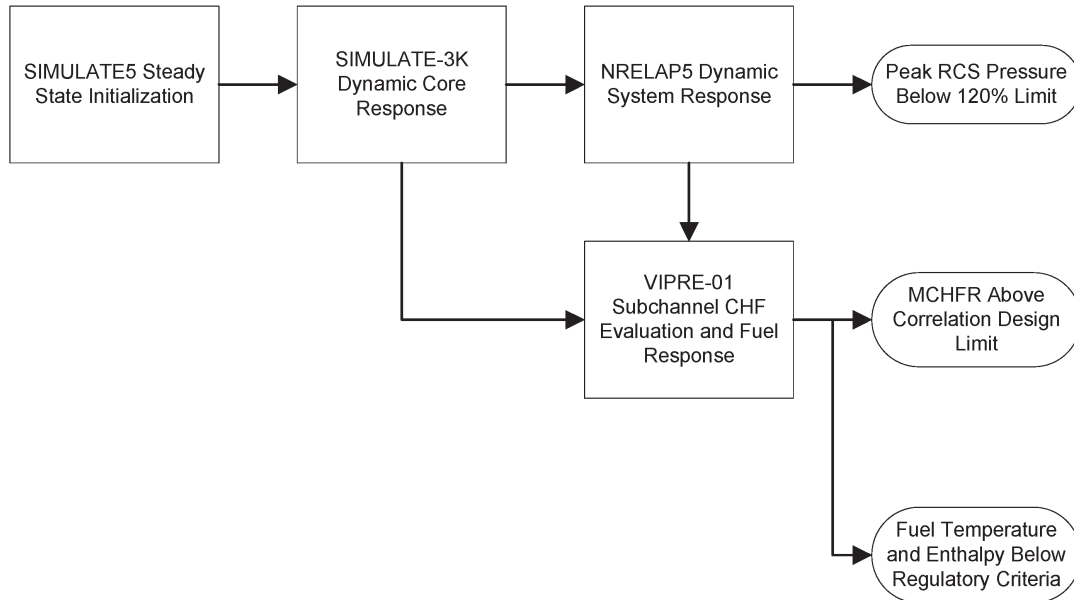 SIMULATE5 Steady
State Initialization
SIMULATE-3K
Dynamic Core
Response
NRELAP5 Dynamic
System Response
Peak RCS Pressure
Below 120% Limit
VIPRE-01
Subchannel CHF
Evaluation and Fuel
Response
MCHFR Above
Correlation Design
Limit
Fuel Temperature
and Enthalpy Below
Regulatory Criteria